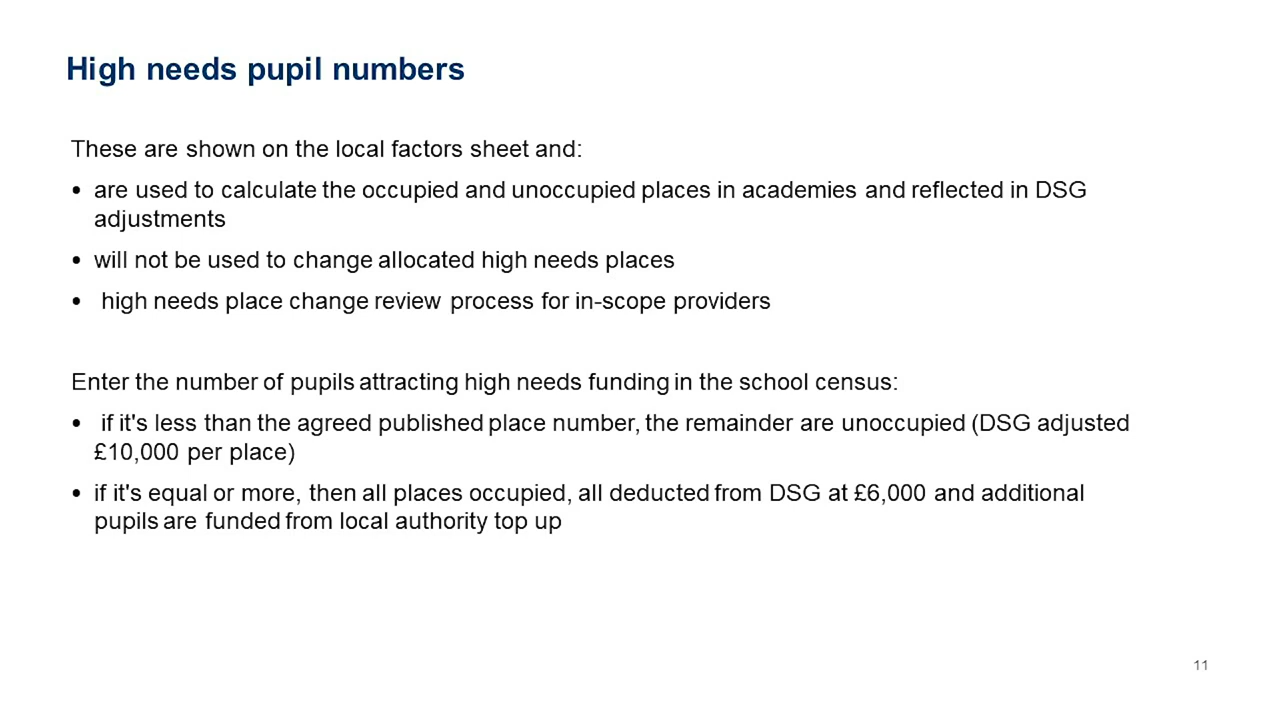 High needs pupil numbers
These are shown on the local factors sheet and:
• are used to calculate the occupied and unoccupied places in academies and reflected in DSG
adjustments
• will not be used to change allocated high needs places
• high needs place change review process for in-scope providers
Enter the number of pupils attracting high needs funding in the school census:
• if it's less than the agreed published place number, the remainder are unoccupied (DSG adjusted
£10,000 per place)
• if it's equal or more, then all places occupied, all deducted from DSG at £6,000 and additional
pupils are funded from local authority top up
11